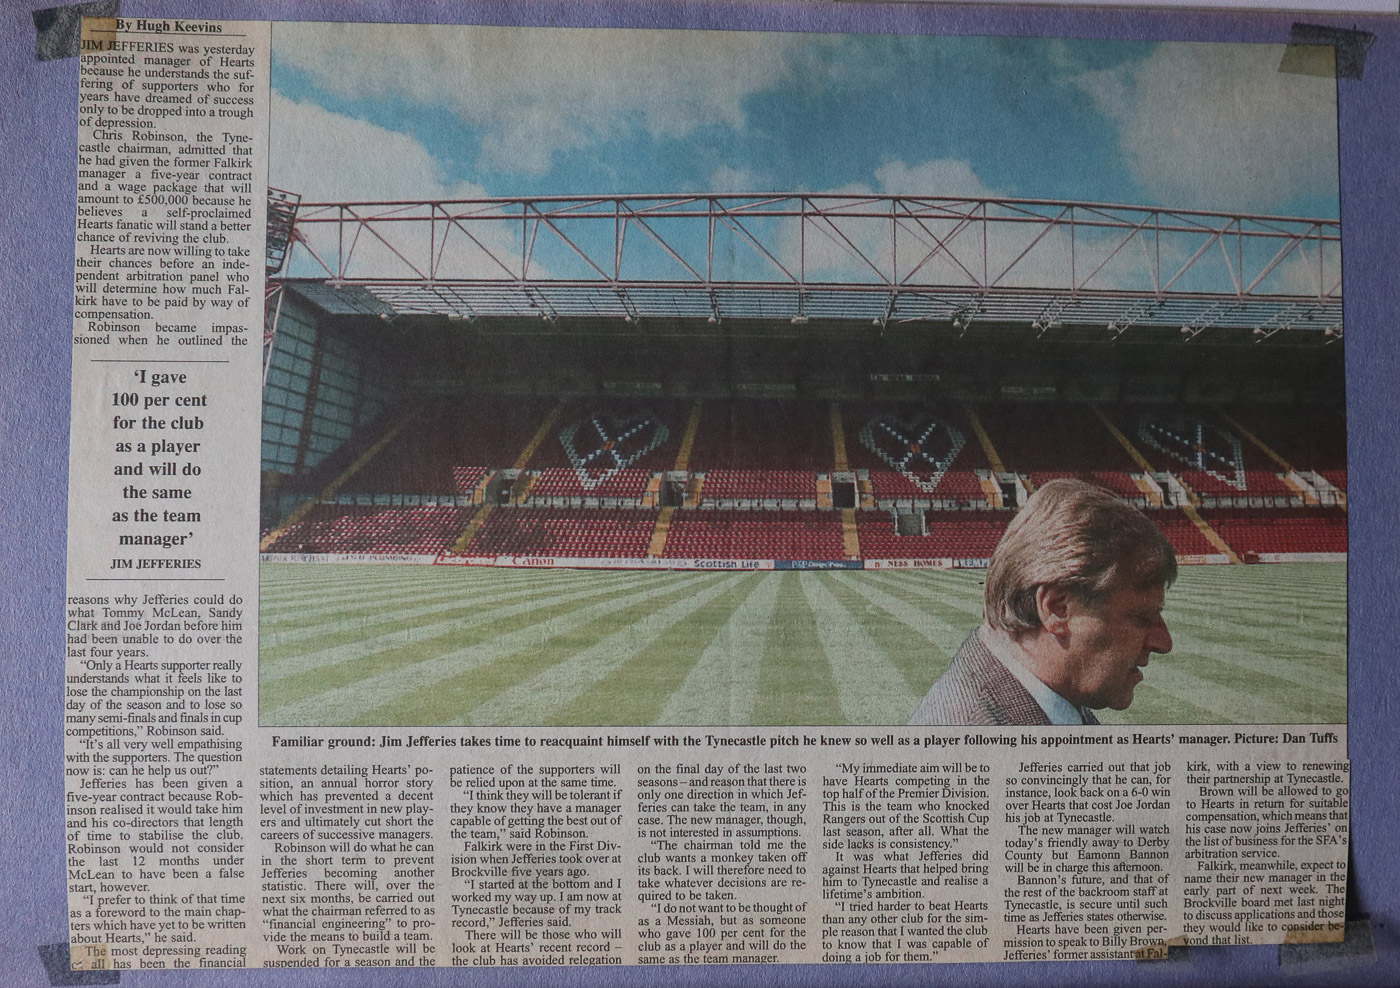 By Hugh Keevins
JIM JEFFERIES was yesterday
appointed manager of Hearts
because he understands the suf-
fering of supporters who for
years have dreamed of success
only to be dropped into a trough
of depression.
Chris Robinson, the Tyne-
castle chairman, admitted that
he had given the former Falkirk
manager a five-year contract
and a wage package that will
amount to £500,000 because he
believes a self-proclaimed
Hearts fanatic will stand a better
chance of reviving the club.
Hearts are now willing to take
their chances before an inde-
pendent arbitration panel who
will determine how much Fal-
kirk have to be paid by way of
compensation.
Robinson became impas-
sioned when he outlined the
‘I gave
100 per cent
for the club
as a player
and will do
the same
as the team
manager’
JIM JEFFERIES
reasons why Jefferies could do
what Tommy McLean, Sandy
Clark and Joe Jordan before him
had been unable to do over the
last four years.
“Only a Hearts supporter really
understands what it feels like to
lose the championship on the last
day of the season and to lose so
many semi-finals and finals in cup
competitions,” Robinson said.
“It’s all very well empathising
with the supporters. The question
now is: can he help us out?”
Jefferies has been given a
five-year contract because Rob-
inson realised it would take him
and his co-directors that length
of time to stabilise the club.
Robinson would not consider
the last 12 months under
McLean to have been a false
start, however.
“I prefer to think of that time
as a foreword to the main chap-
ters which have yet to be written
about Hearts,” he said.
The most depressing reading
of all has been the financial
Canon
Scottish Life
NESS HOMES
Familiar ground: Jim Jefferies takes time to reacquaint himself with the Tynecastle pitch he knew so well as a player following his appointment as Hearts’ manager. Picture: Dan Tuffs
statements detailing Hearts’ po-
sition, an annual horror story
which has prevented a decent
level of investment in new play-
ers and ultimately cut short the
careers of successive managers.
Robinson will do what he can
in the short term to prevent
Jefferies becoming another
statistic. There will, over the
next six months, be carried out
what the chairman referred to as
“financial engineering” to pro-
vide the means to build a team.
Work on Tynecastle will be
suspended for a season and the
patience of the supporters will
be relied upon at the same time.
“I think they will be tolerant if
they know they have a manager
capable of getting the best out of
the team,” said Robinson.
Falkirk were in the First Div-
ision when Jefferies took over at
Brockville five years ago.
“I started at the bottom and I
worked my way up. I am now at
Tynecastle because of my track
record,” Jefferies said.
There will be those who will
look at Hearts’ recent record –
the club has avoided relegation
on the final day of the last two
seasons – and reason that there is
only one direction in which Jef-
feries can take the team, in any
case. The new manager, though,
is not interested in assumptions.
“The chairman told me the
club wants a monkey taken off
its back. I will therefore need to
take whatever decisions are re-
quired to be taken.
“I do not want to be thought of
as a Messiah, but as someone
who gave 100 per cent for the
club as a player and will do the
same as the team manager.
“My immediate aim will be to
have Hearts competing in the
top half of the Premier Division.
This is the team who knocked
Rangers out of the Scottish Cup
last season, after all. What the
side lacks is consistency.”
It was what Jefferies did
against Hearts that helped bring
him to Tynecastle and realise a
lifetime’s ambition.
“I tried harder to beat Hearts
than any other club for the sim-
ple reason that I wanted the club
to know that I was capable of
doing a job for them.”
Jefferies carried out that job
so convincingly that he can, for
instance, look back on a 6-0 win
over Hearts that cost Joe Jordan
his job at Tynecastle.
The new manager will watch
today’s friendly away to Derby
County but Eamonn Bannon
will be in charge this afternoon.
Bannon’s future, and that of
the rest of the backroom staff at
Tynecastle, is secure until such
time as Jefferies states otherwise.
Hearts have been given per-
mission to speak to Billy Brown,
Jefferies’ former assistant at Fal-
kirk, with a view to renewing
their partnership at Tynecastle.
Brown will be allowed to go
to Hearts in return for suitable
compensation, which means that
his case now joins Jefferies’ on
the list of business for the SFA’s
arbitration service.
Falkirk, meanwhile, expect to
name their new manager in the
early part of next week. The
Brockville board met last night
to discuss applications and those
they would like to consider be-
yond that list.